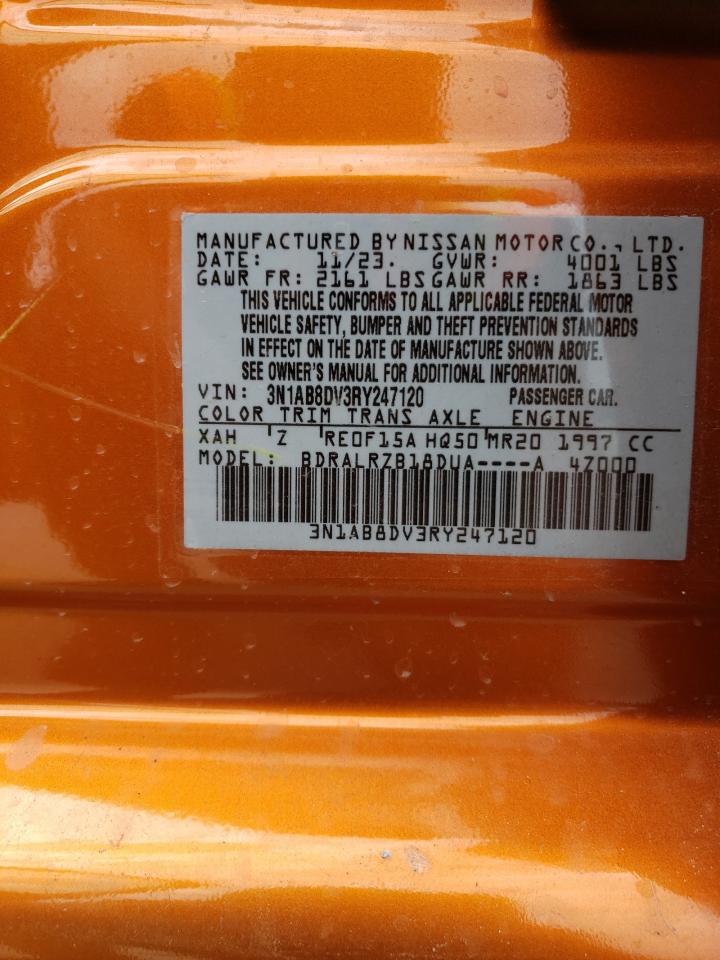 MANUFACTURED BY NISSAN MOTOR CO., LTD.
DATE: 11/23. GVWR: 4001 LBS
GAWR FR: 2161 LBS GAWR RR: 1863 LBS
THIS VEHICLE CONFORMS TO ALL APPLICABLE FEDERAL MOTOR
VEHICLE SAFETY, BUMPER AND THEFT PREVENTION STANDARDS
IN EFFECT ON THE DATE OF MANUFACTURE SHOWN ABOVE.
SEE OWNER'S MANUAL FOR ADDITIONAL INFORMATION.
VIN: 3N1AB8DV3RY247120 PASSENGER CAR.
COLOR TRIM TRANS AXLE ENGINE
XAH Z RE0F15A HQ50 MR20 1997 CC
MODEL: BDRALRZB18DUA----A 4Z000
3N1AB8DV3RY247120